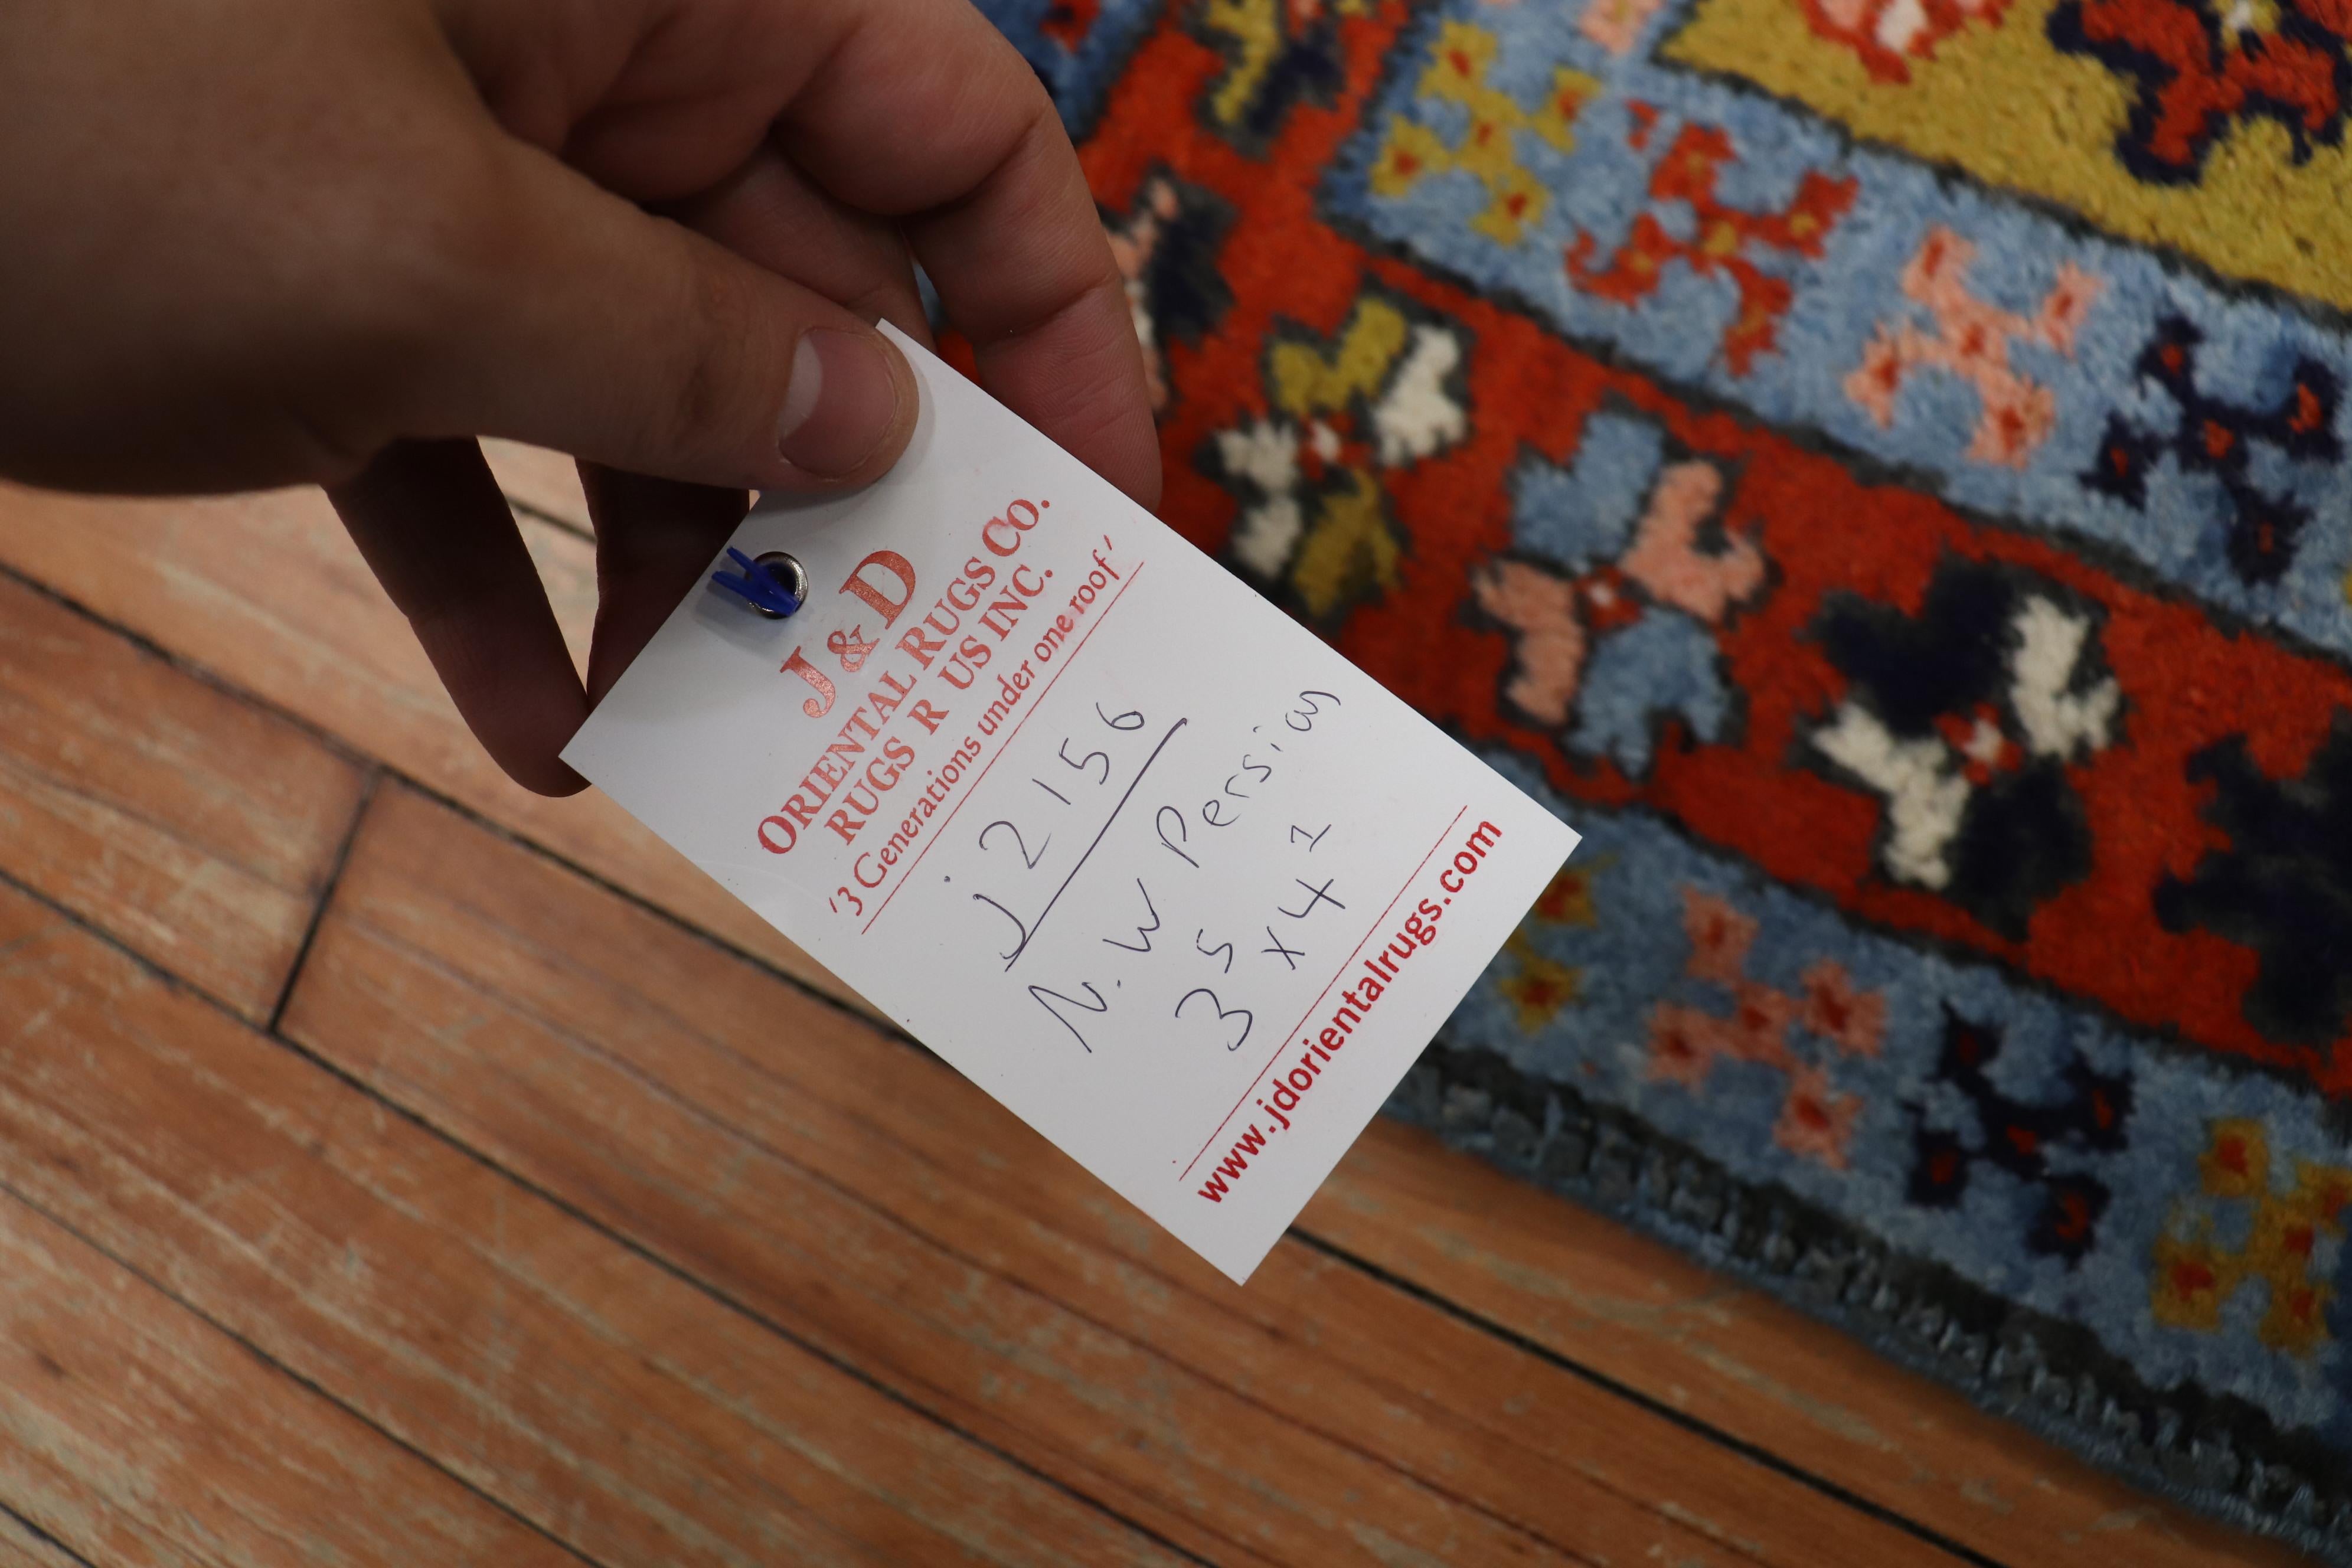 J & D
ORIENTAL RUGS CO.
RUGS R US INC.
'3 Generations under one roof'
j2156
N.W Persian
3 5 x 4 1
www.jdorientalrugs.com